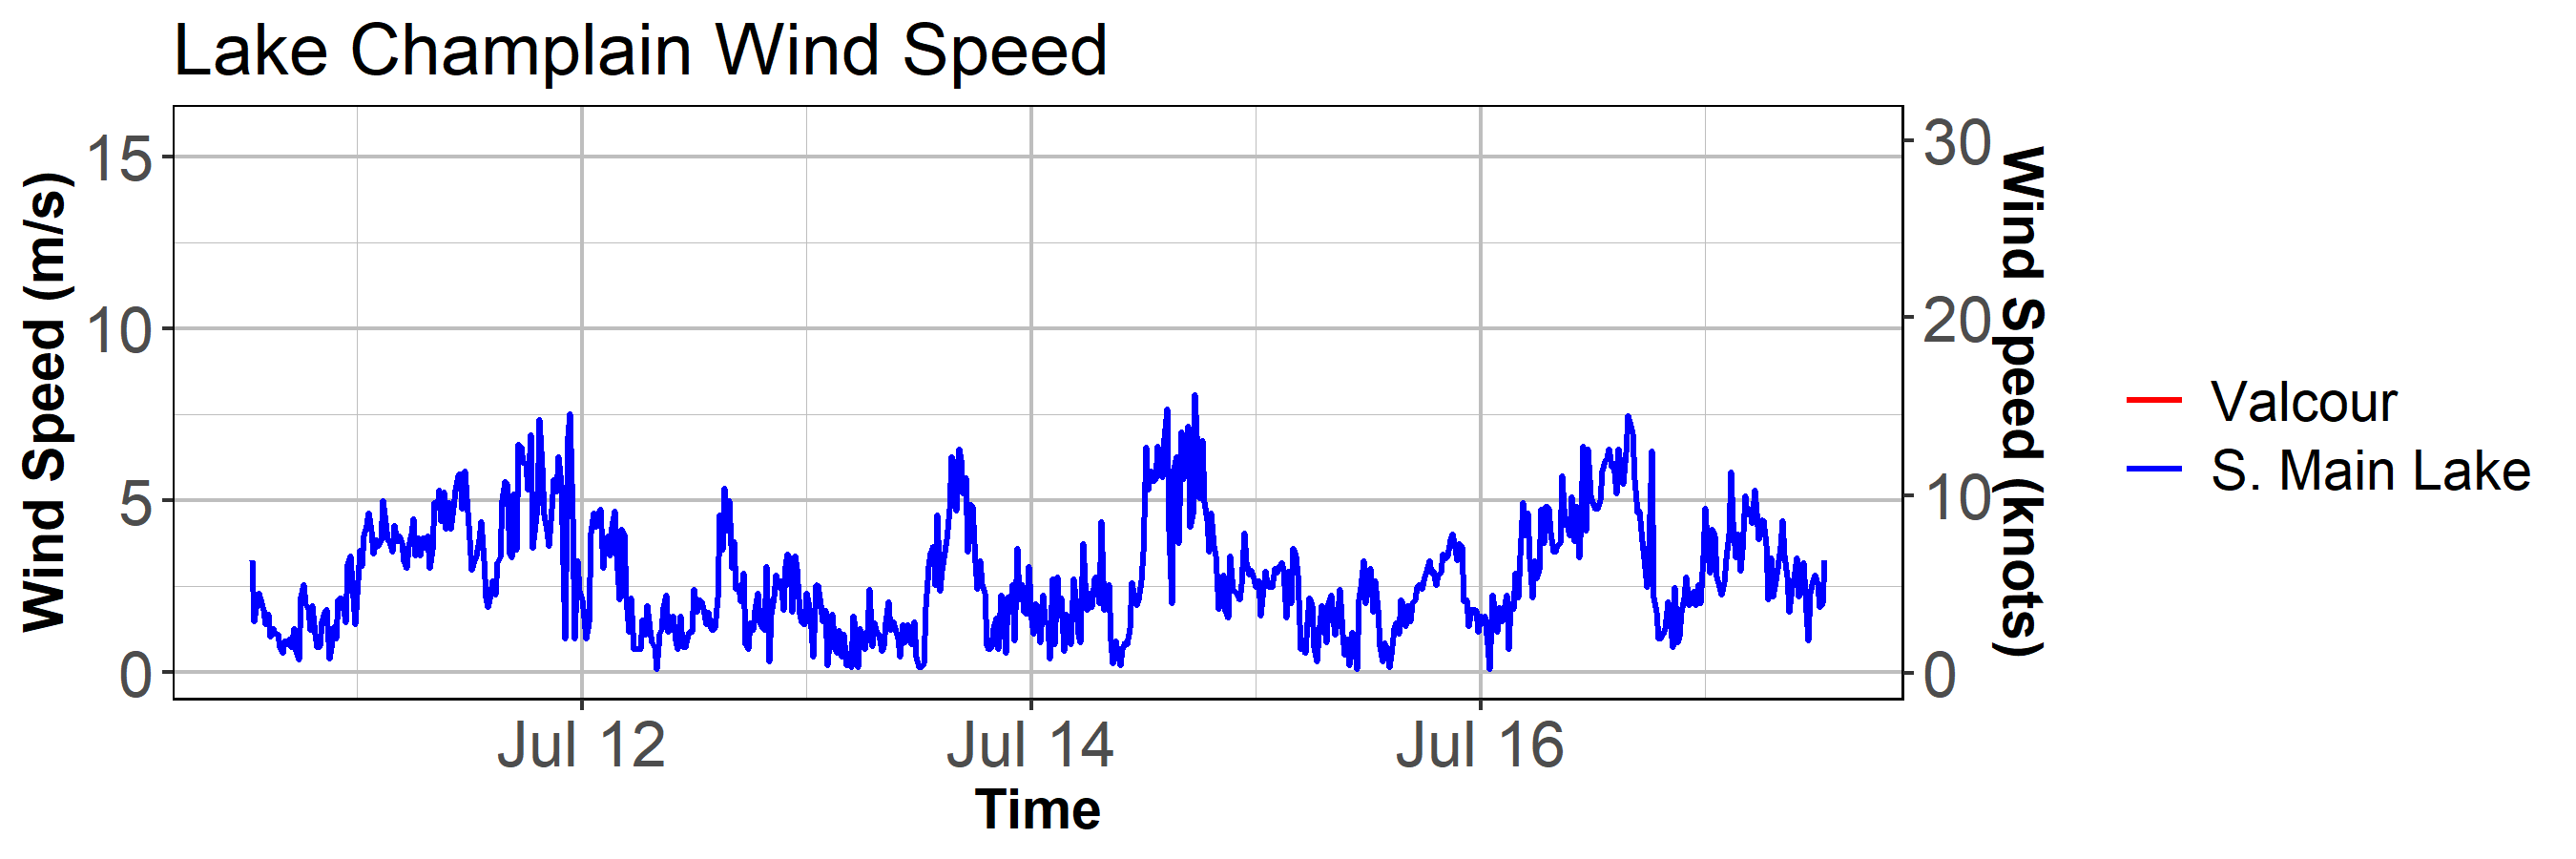 Lake Champlain Wind Speed
Wind Speed (m/s)
15
10
5
0
30
20
10
0
Wind Speed (knots)
Jul 12
Jul 14
Jul 16
Time
Valcour
S. Main Lake